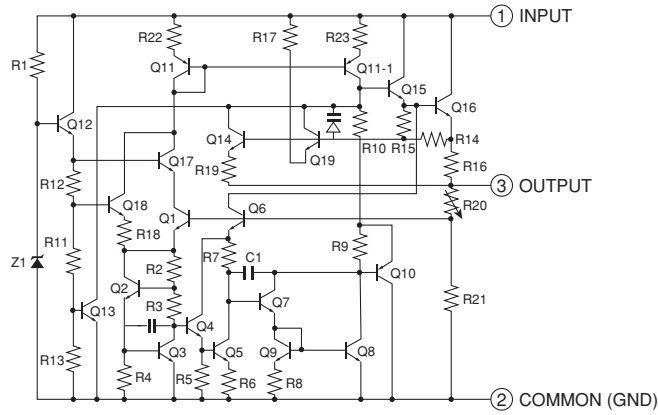 1 INPUT
R22
R17
R23
R1
Q11
Q11-1
Q15
Q16
Q12
Q14
R10
R15
R14
Q17
R19
Q19
R16
R12
3 OUTPUT
Q18
Q1
Q6
R20
R18
R11
R7
C1
R9
Q10
Z1
R2
Q2
Q7
R21
R3
Q13
Q4
R13
Q3
Q5
Q9
Q8
R4
R5
R6
R8
2 COMMON (GND)